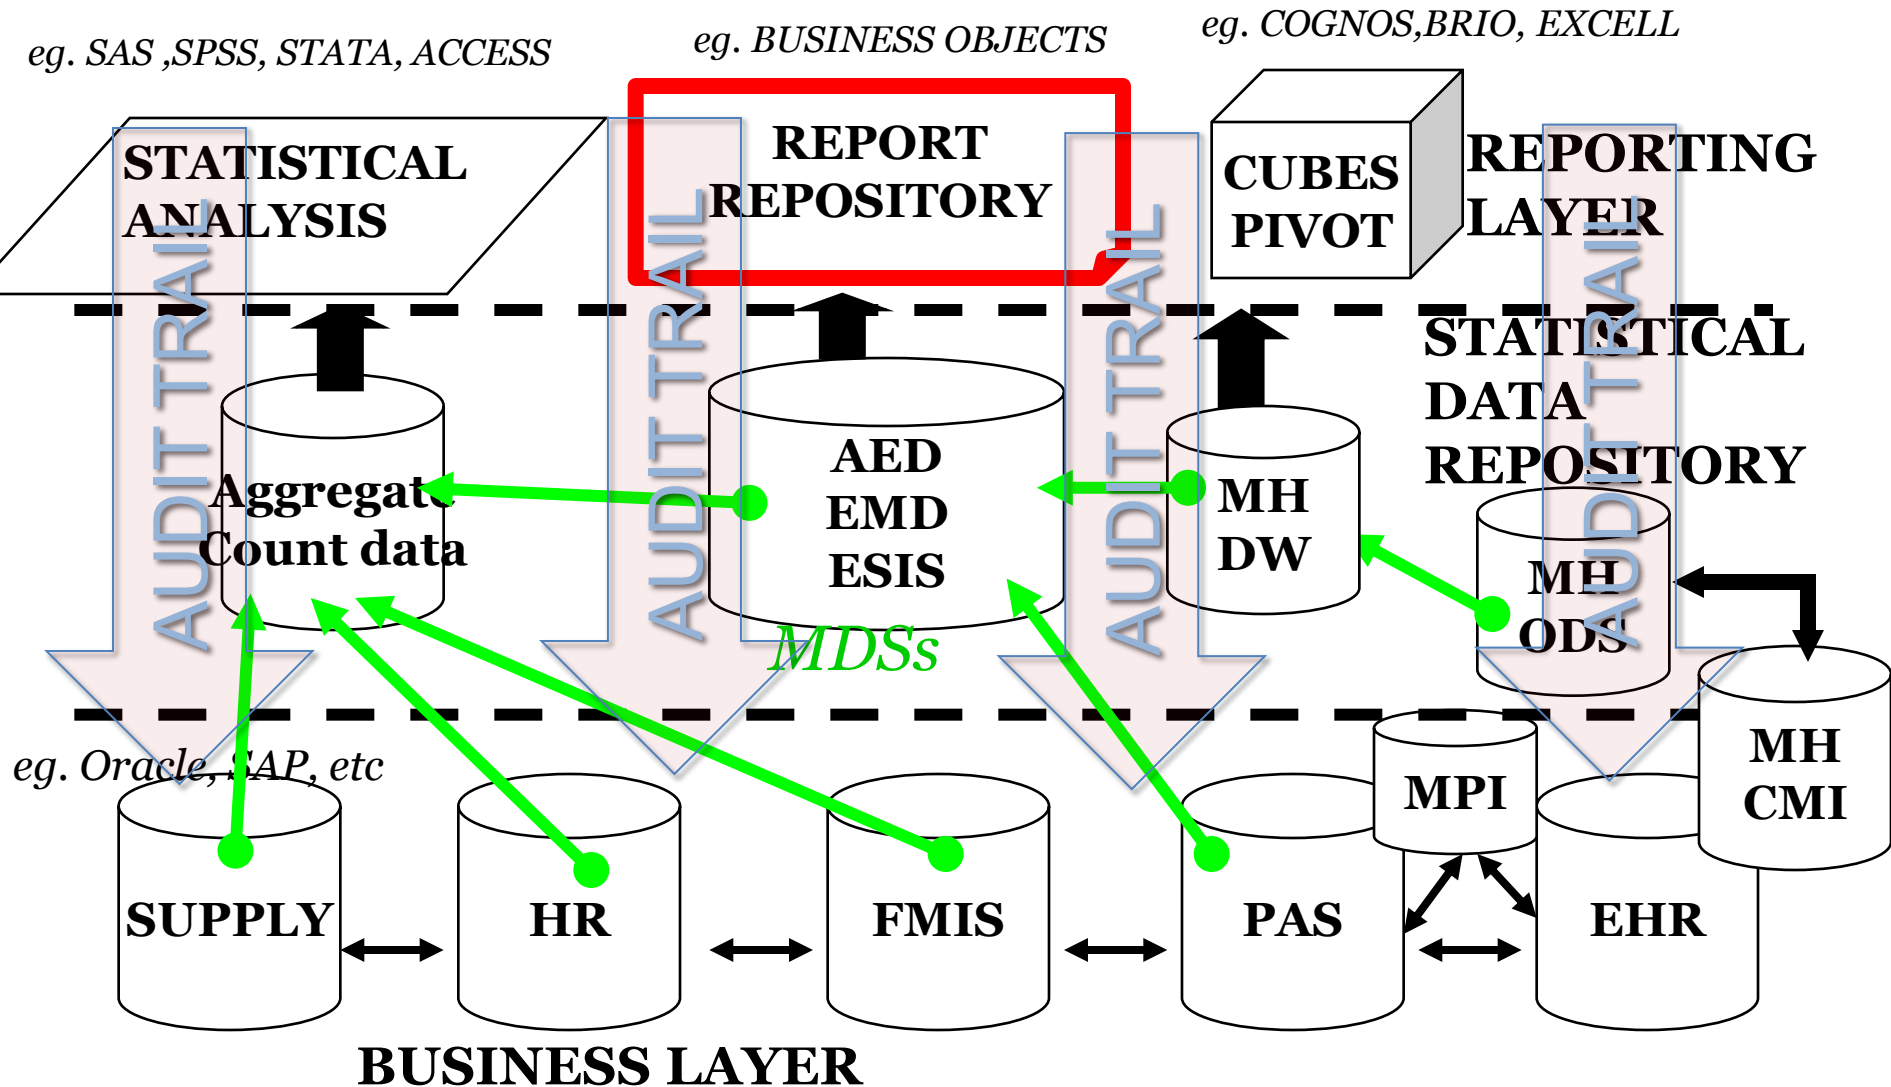 eg. SAS ,SPSS, STATA, ACCESS
eg. BUSINESS OBJECTS
eg. COGNOS,BRIO, EXCELL
STATISTICAL
ANALYSIS
REPORT
REPOSITORY
CUBES
PIVOT
REPORTING
LAYER
AUDIT TRAIL
AUDIT TRAIL
AUDIT TRAIL
AUDIT TRAIL
STATISTICAL
DATA
REPOSITORY
Aggregate
Count data
AED
EMD
ESIS
MDSs
MH
DW
MH
ODS
MH
CMI
eg. Oracle, SAP, etc
MPI
SUPPLY
HR
FMIS
PAS
EHR
BUSINESS LAYER